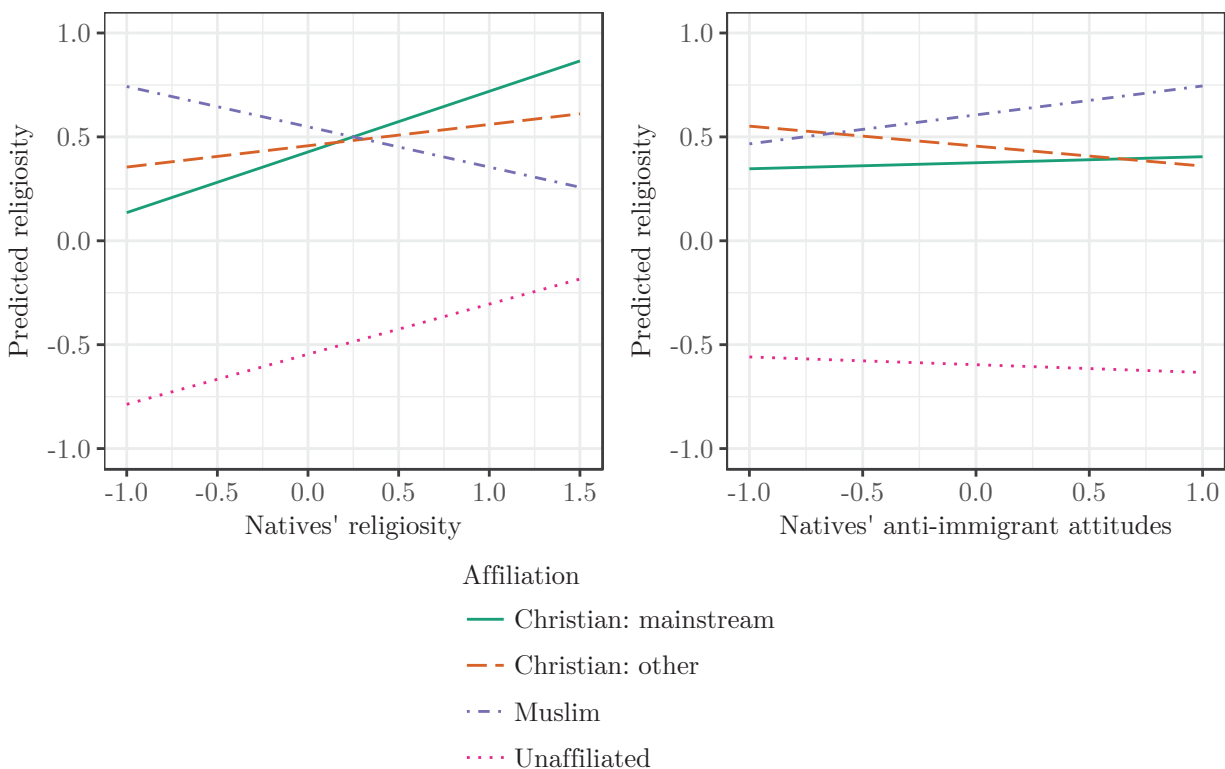 1.0
0.5
0.0
-0.5
-1.0
Predicted religiosity
-1.0 -0.5 0.0 0.5 1.0 1.5
Natives' religiosity
1.0
0.5
0.0
-0.5
-1.0
Predicted religiosity
-1.0 -0.5 0.0 0.5 1.0
Natives' anti-immigrant attitudes
Affiliation
Christian: mainstream
Christian: other
Muslim
Unaffiliated